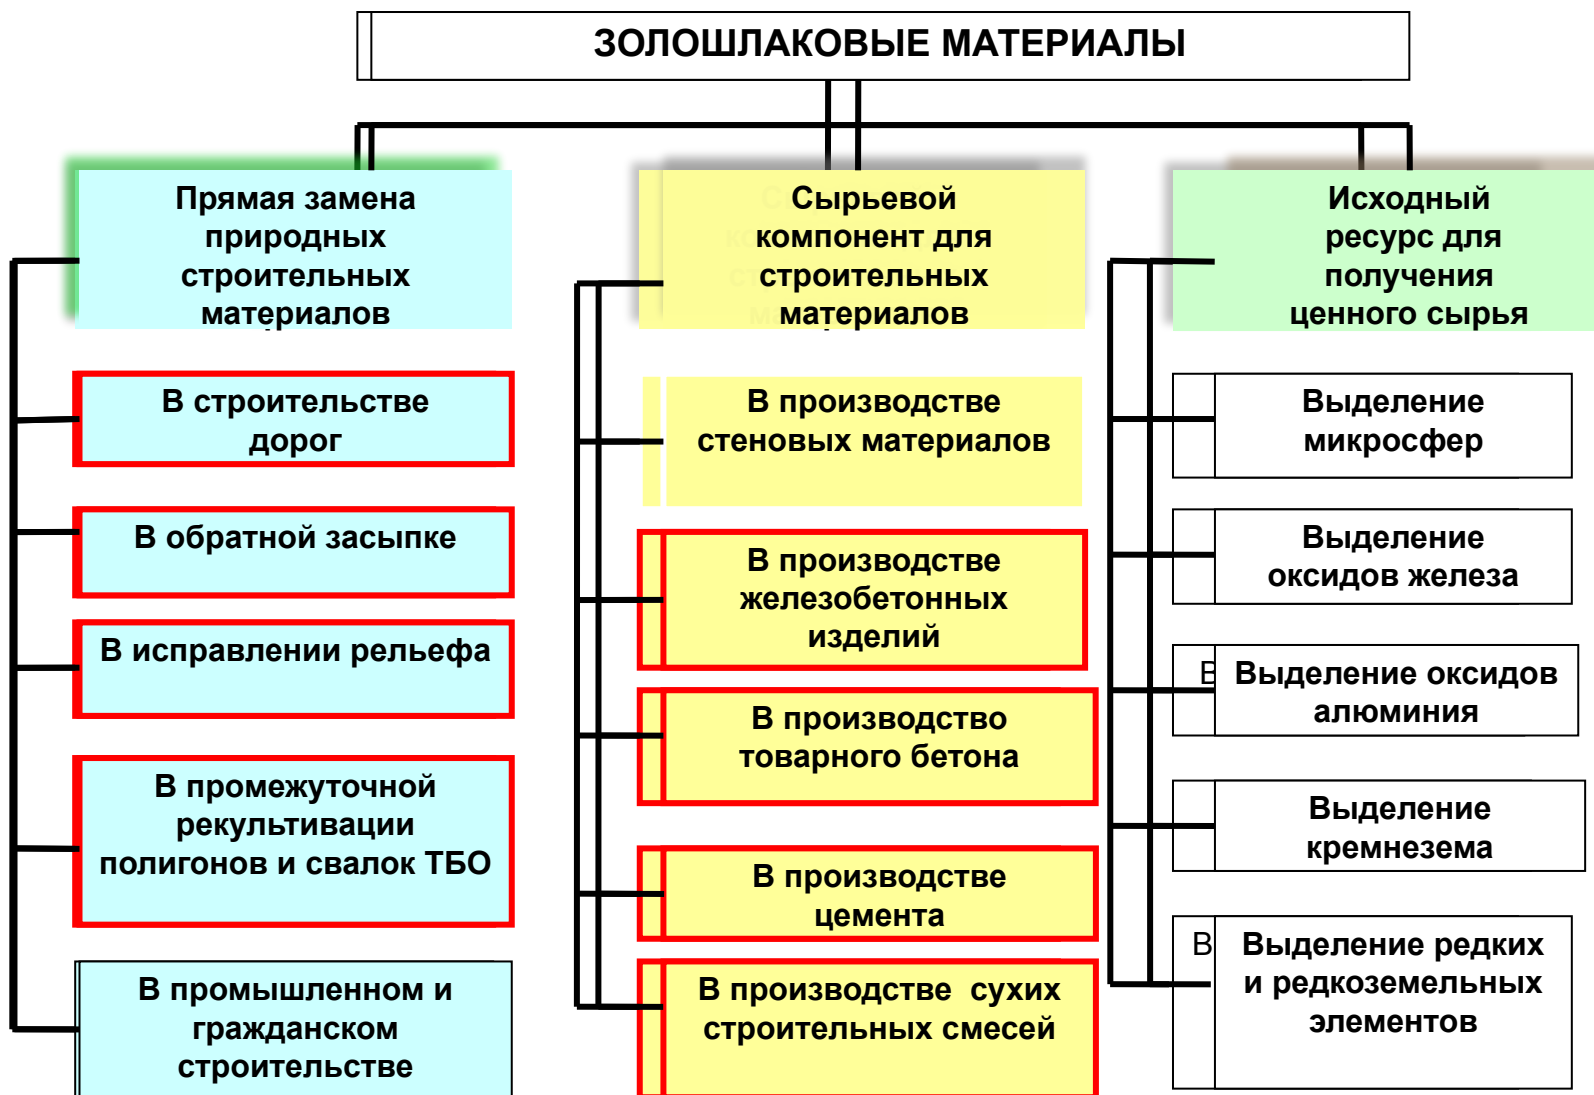 ЗОЛОШЛАКОВЫЕ МАТЕРИАЛЫ
Прямая замена
природных
строительных
материалов
В строительстве
дорог
В обратной засыпке
В исправлении рельефа
В промежуточной
рекультивации
полигонов и свалок ТБО
В промышленном и
гражданском
строительстве
Сырьевой
компонент для
строительных
материалов
В производстве
стеновых материалов
В производстве
железобетонных
изделий
В производство
товарного бетона
В производстве
цемента
В производстве сухих
строительных смесей
Исходный
ресурс для
получения
ценного сырья
Выделение
микросфер
Выделение
оксидов железа
Выделение оксидов
алюминия
Выделение
кремнезема
Выделение редких
и редкоземельных
элементов